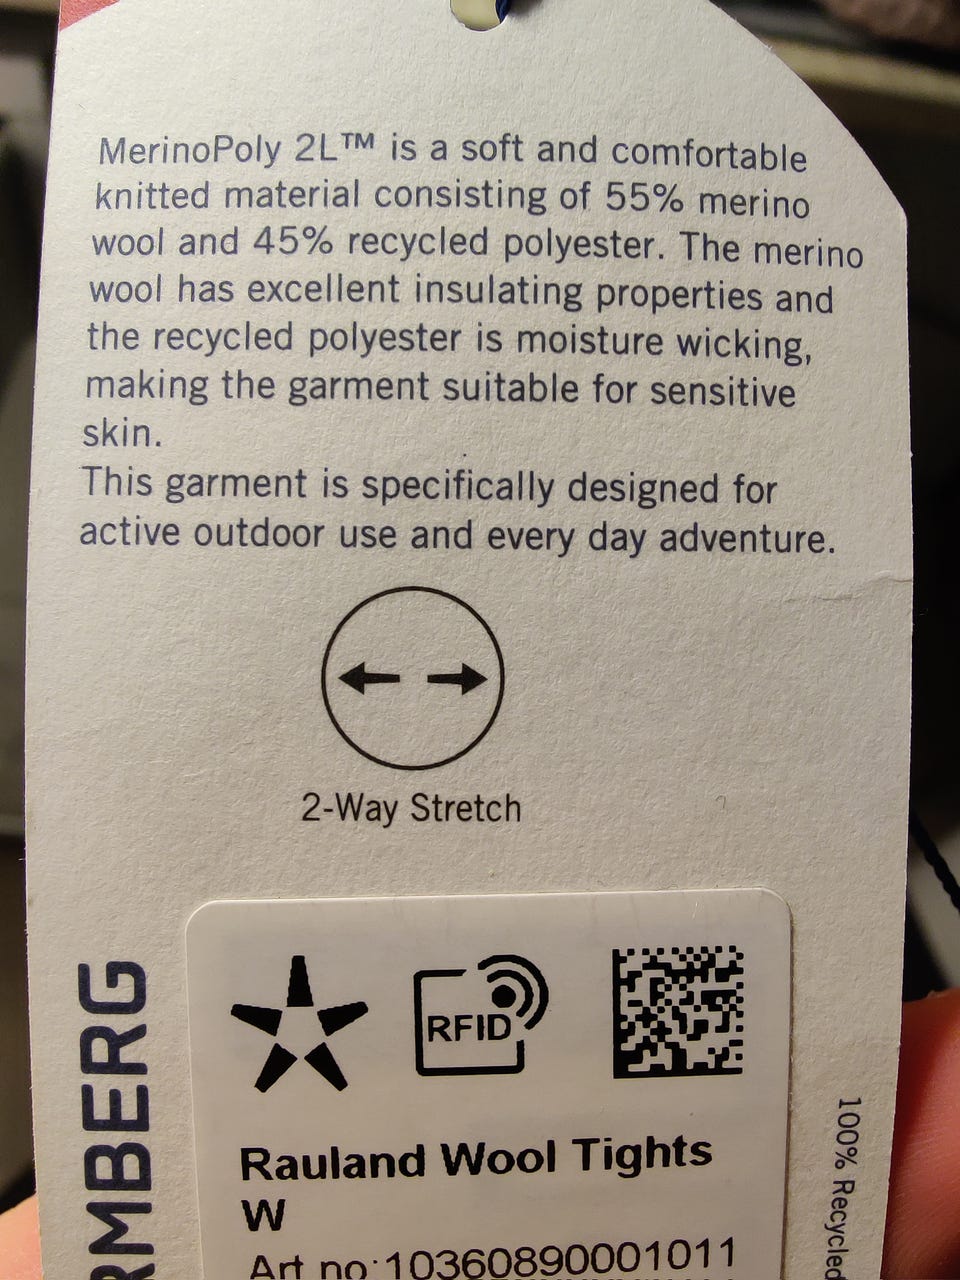 MerinoPoly 2L™ is a soft and comfortable
knitted material consisting of 55% merino
wool and 45% recycled polyester. The merino
wool has excellent insulating properties and
the recycled polyester is moisture wicking,
making the garment suitable for sensitive
skin.
This garment is specifically designed for
active outdoor use and every day adventure.
2-Way Stretch
RFID
Rauland Wool Tights
W
Art no:10360890001011
RMBERG
100% Recycled